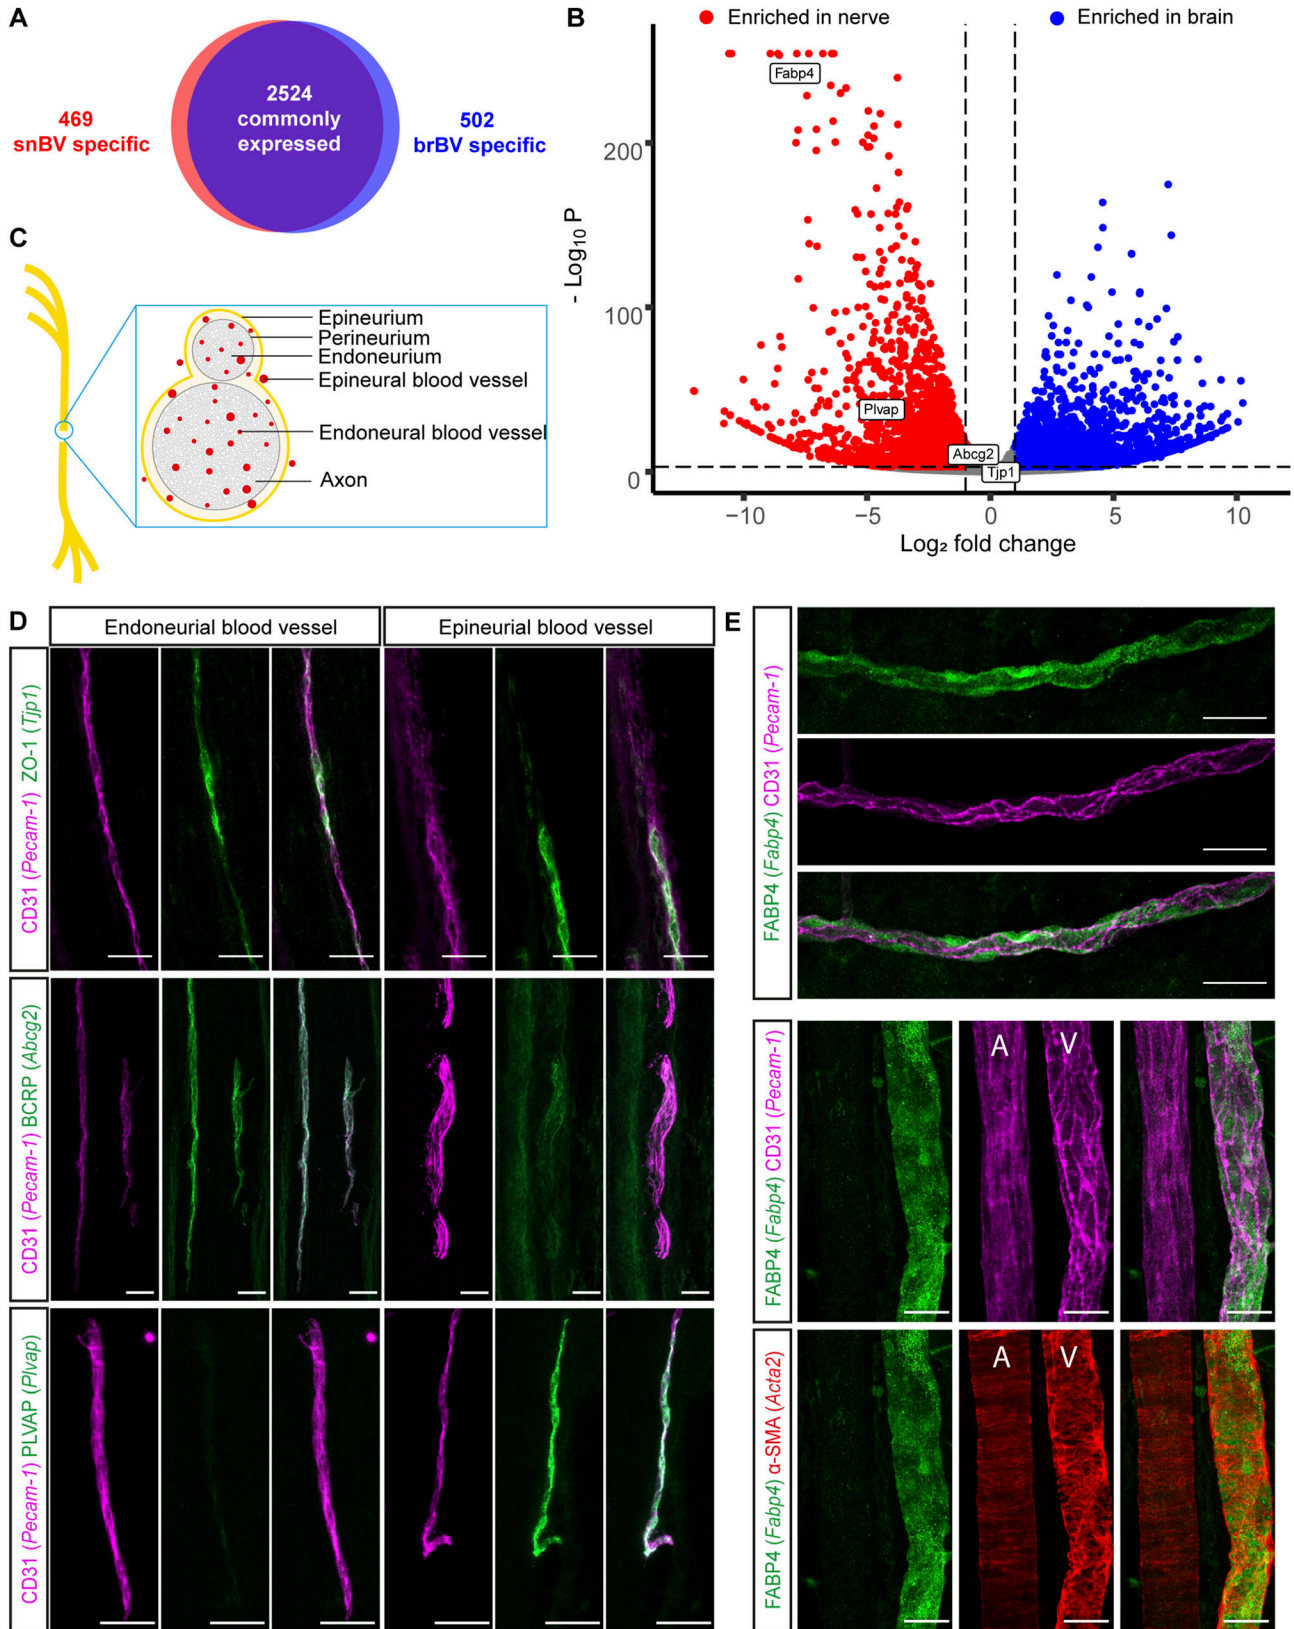 A
2524
commonly
expressed
469
snBV specific
502
brBV specific
B
Enriched in nerve
Enriched in brain
- Log₁₀ P
200
100
0
Fabp4
Plvap
Abcg2
Tjp1
−10
−5
0
5
10
Log₂ fold change
C
Epineurium
Perineurium
Endoneurium
Epineural blood vessel
Endoneural blood vessel
Axon
D
Endoneurial blood vessel
Epineurial blood vessel
CD31 (Pecam-1) ZO-1 (Tjp1)
CD31 (Pecam-1) BCRP (Abcg2)
CD31 (Pecam-1) PLVAP (Plvap)
E
FABP4 (Fabp4) CD31 (Pecam-1)
FABP4 (Fabp4) CD31 (Pecam-1)
A
V
FABP4 (Fabp4) α-SMA (Acta2)
A
V